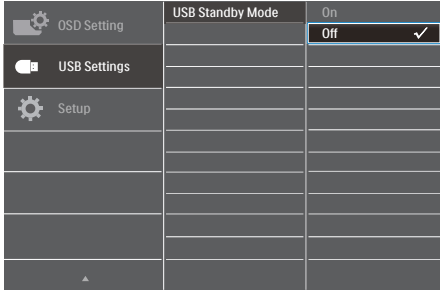 OSD Setting
USB Settings
Setup
USB Standby Mode
On
Off